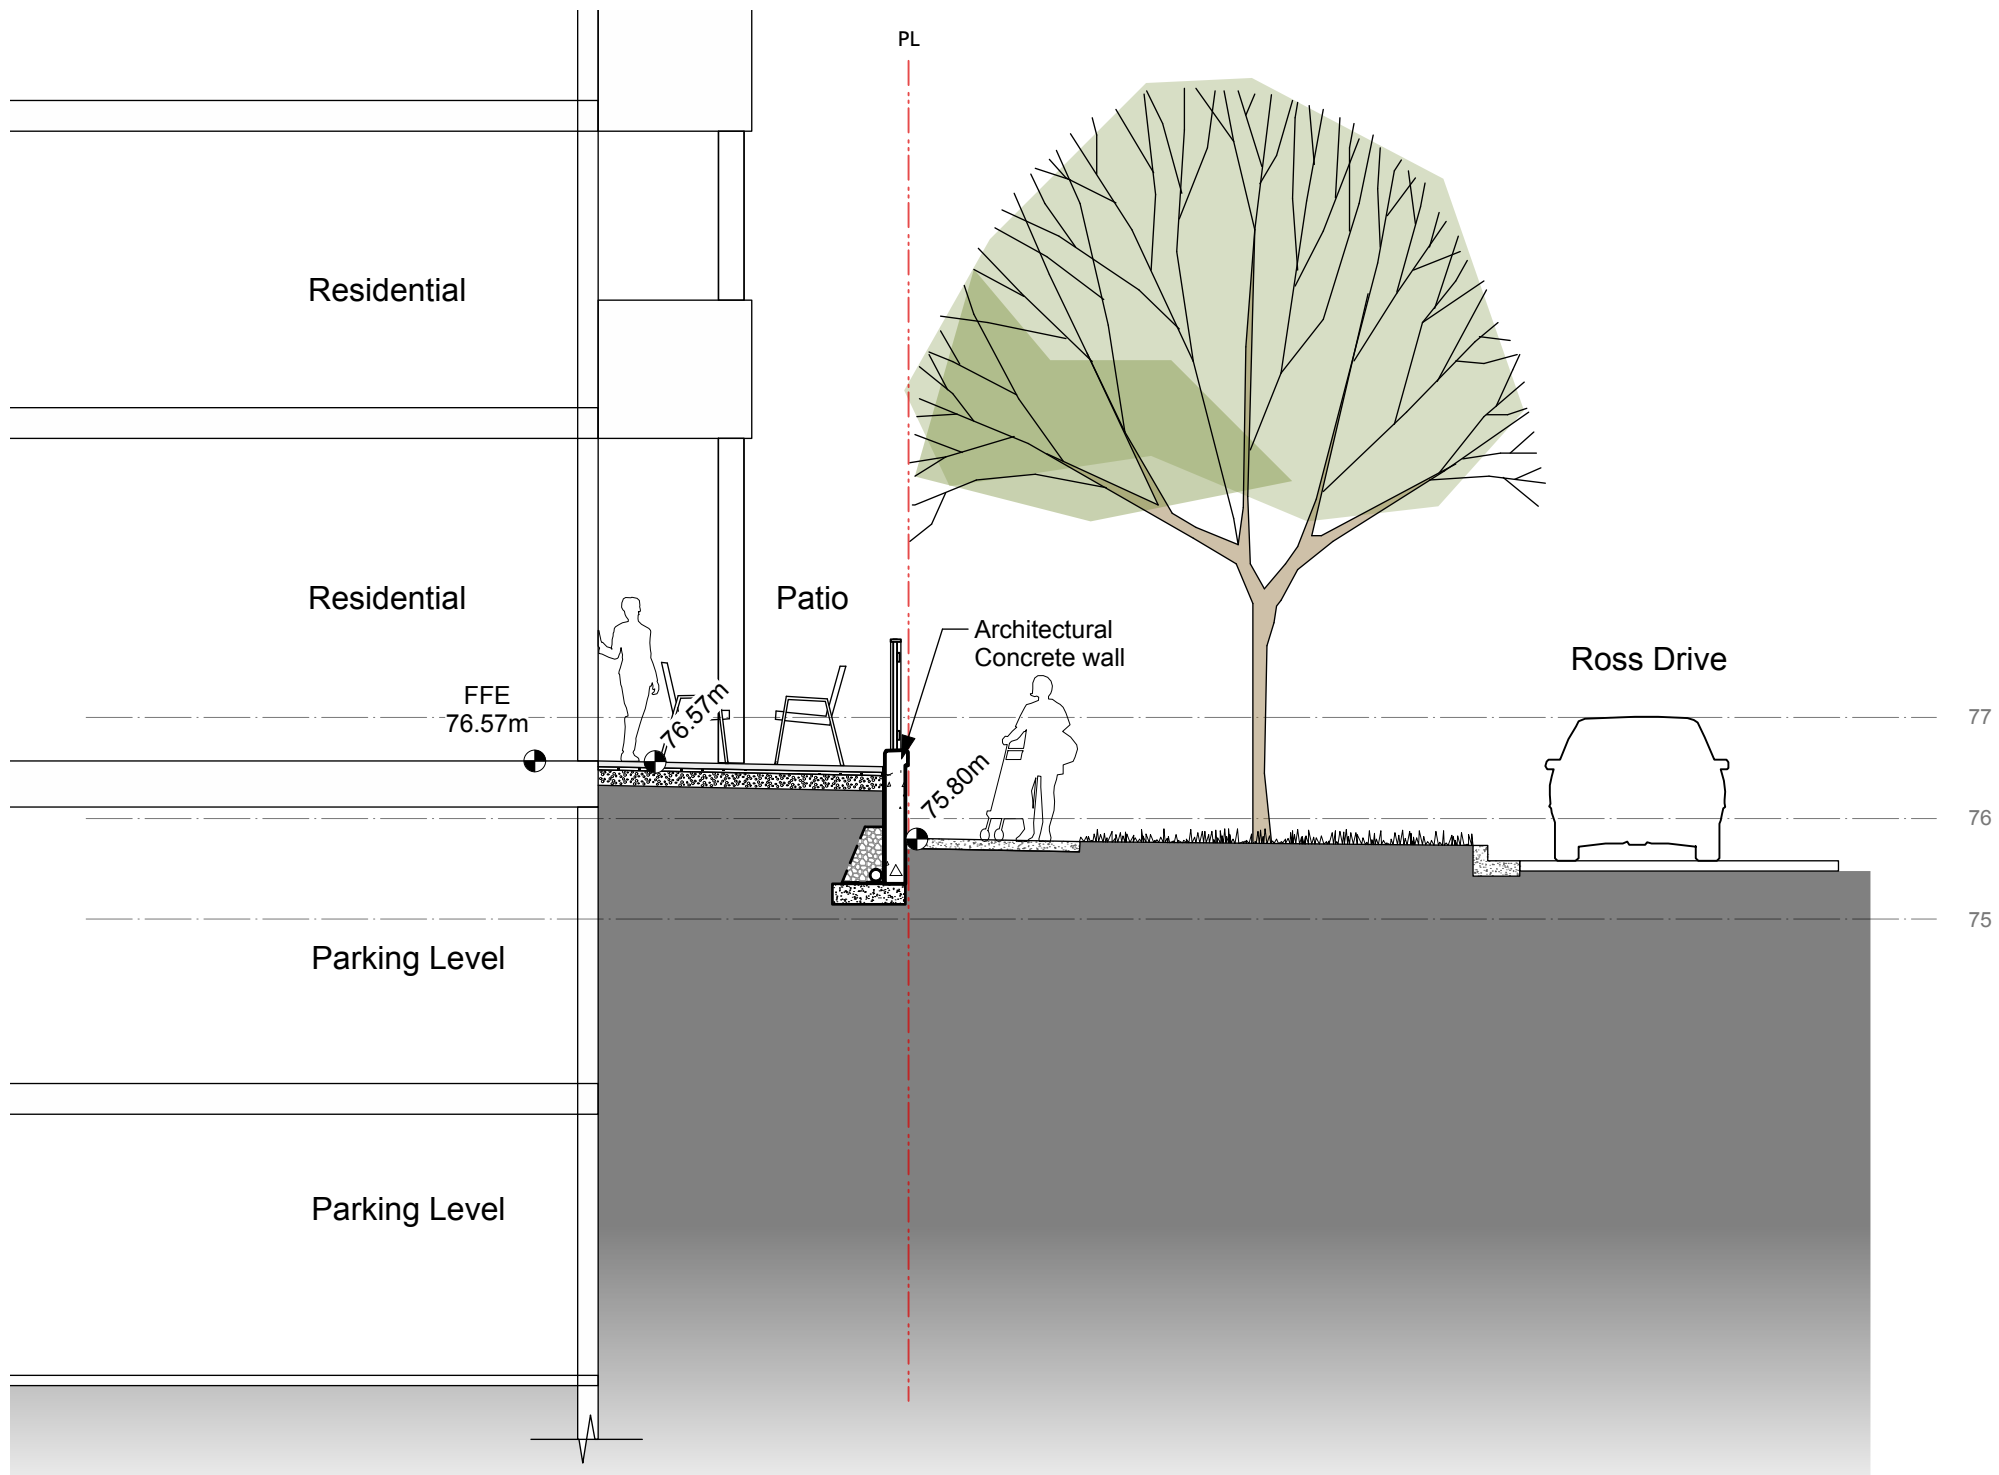 PL
Residential
Residential
Patio
Architectural
Concrete wall
Ross Drive
FFE
76.57m
76.57m
77
75.80m
76
75
Parking Level
Parking Level